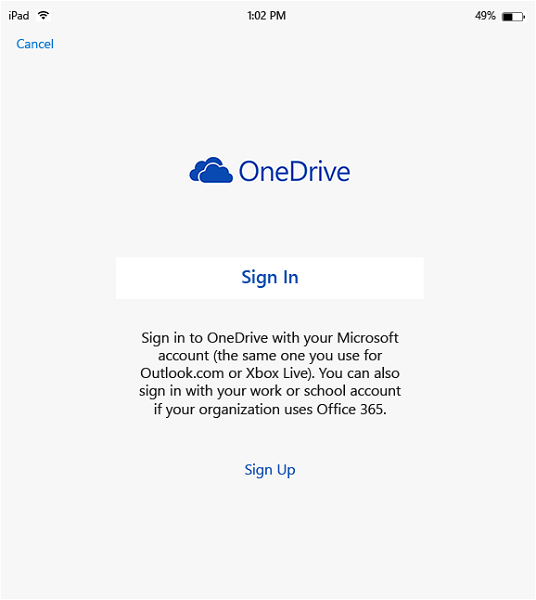 iPad 1:02 PM 49%
Cancel
OneDrive
Sign In
Sign in to OneDrive with your Microsoft
account (the same one you use for
Outlook.com or Xbox Live). You can also
sign in with your work or school account
if your organization uses Office 365.
Sign Up